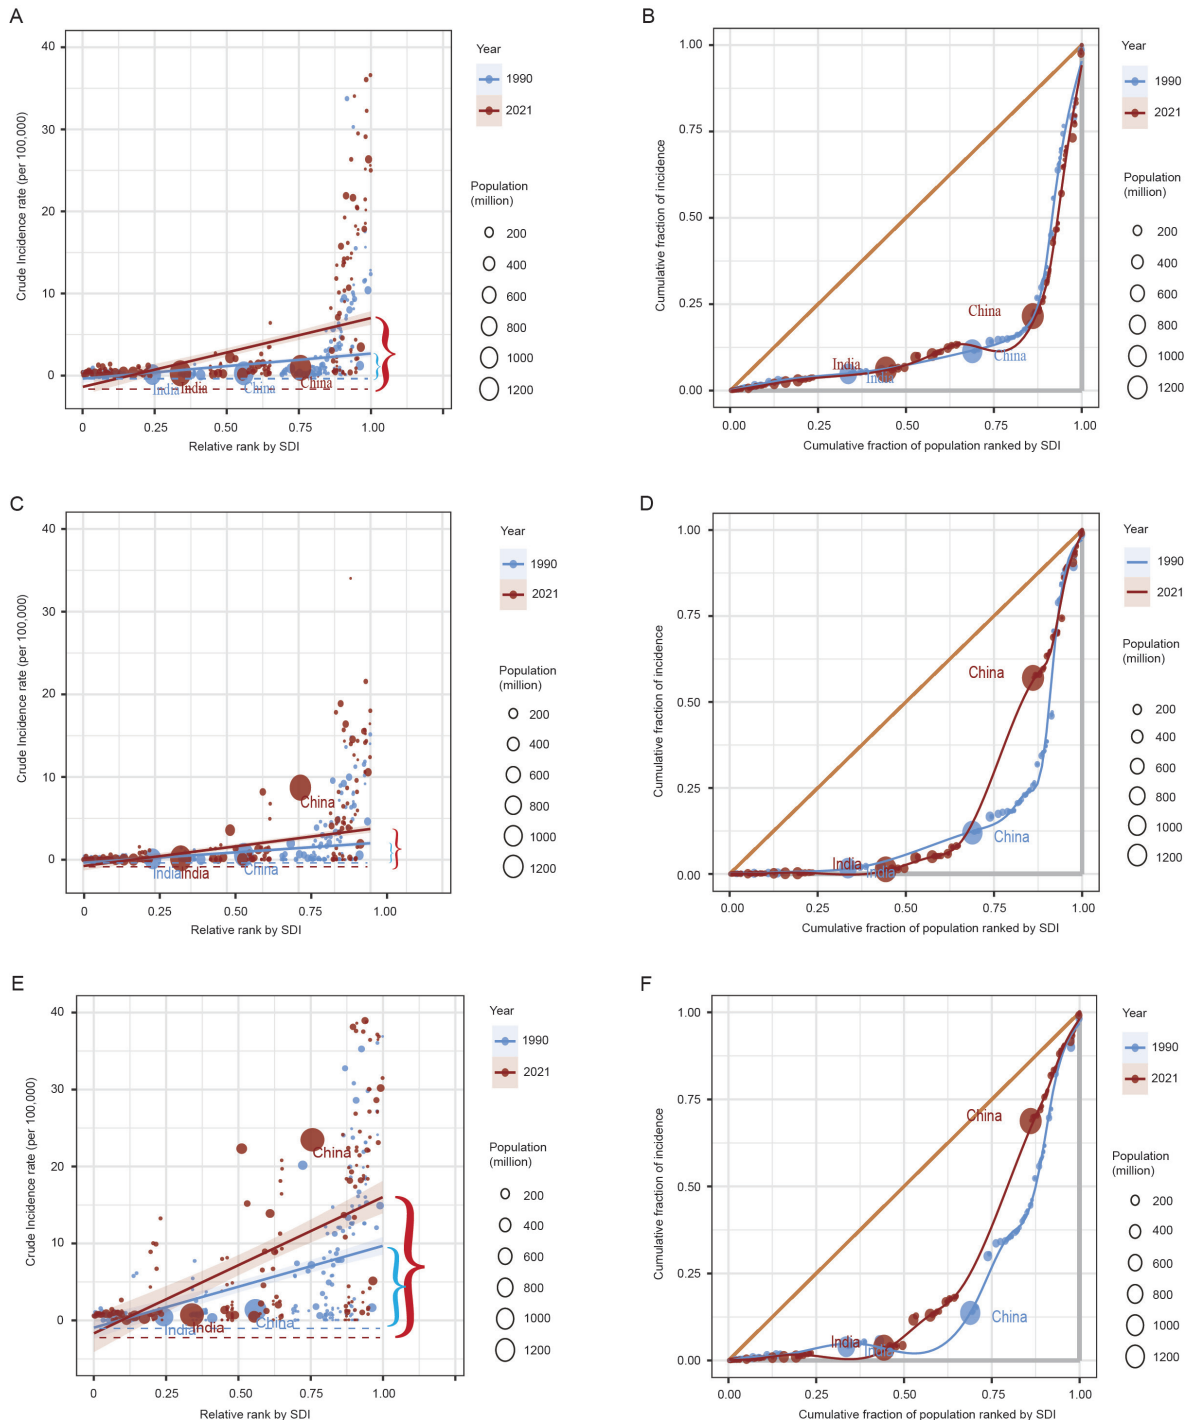 A
Crude Incidence rate (per 100,000)
40
30
20
10
0
India
India
China
China
0
0.25
0.50
0.75
1.00
Relative rank by SDI
Year
1990
2021
Population
(million)
200
400
600
800
1000
1200
B
Cumulative fraction of incidence
1.00
0.75
0.50
0.25
0.00
China
China
India
India
0.00
0.25
0.50
0.75
1.00
Cumulative fraction of population ranked by SDI
Year
1990
2021
Population
(million)
200
400
600
800
1000
1200
C
Crude Incidence rate (per 100,000)
40
30
20
10
0
China
India
India
China
0
0.25
0.50
0.75
1.00
Relative rank by SDI
Year
1990
2021
Population
(million)
200
400
600
800
1000
1200
D
Cumulative fraction of incidence
1.00
0.75
0.50
0.25
0.00
China
China
India
India
0.00
0.25
0.50
0.75
1.00
Cumulative fraction of population ranked by SDI
Year
1990
2021
Population
(million)
200
400
600
800
1000
1200
E
Crude Incidence rate (per 100,000)
40
30
20
10
0
China
India
India
China
0
0.25
0.50
0.75
1.00
Relative rank by SDI
Year
1990
2021
Population
(million)
200
400
600
800
1000
1200
F
Cumulative fraction of incidence
1.00
0.75
0.50
0.25
0.00
China
China
India
India
0.00
0.25
0.50
0.75
1.00
Cumulative fraction of population ranked by SDI
Year
1990
2021
Population
(million)
200
400
600
800
1000
1200